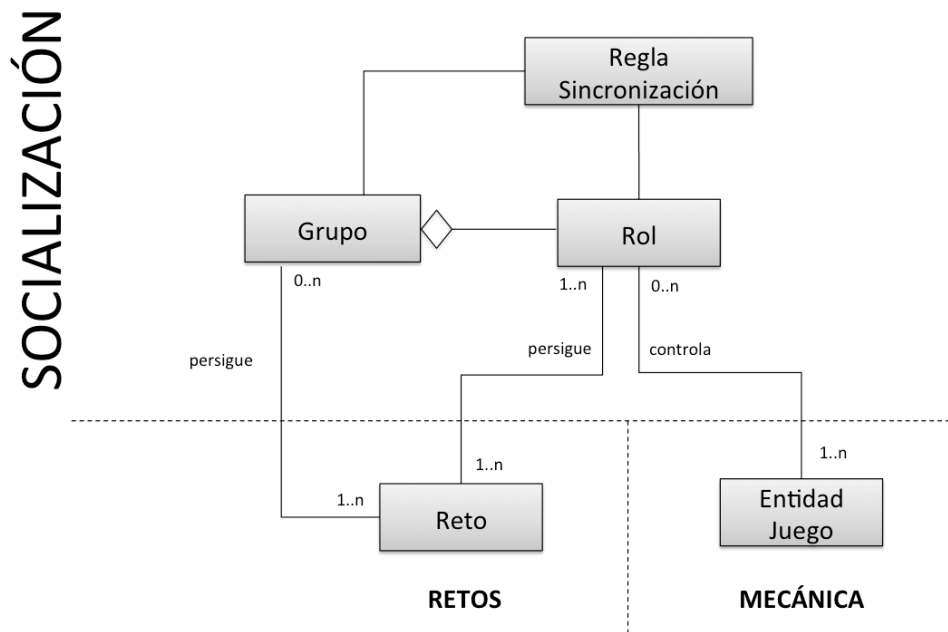 SOCIALIZACIÓN
Regla
Sincronización
Grupo
Rol
0..n
1..n
0..n
persigue
persigue
controla
1..n
1..n
1..n
Reto
Entidad
Juego
RETOS
MECÁNICA